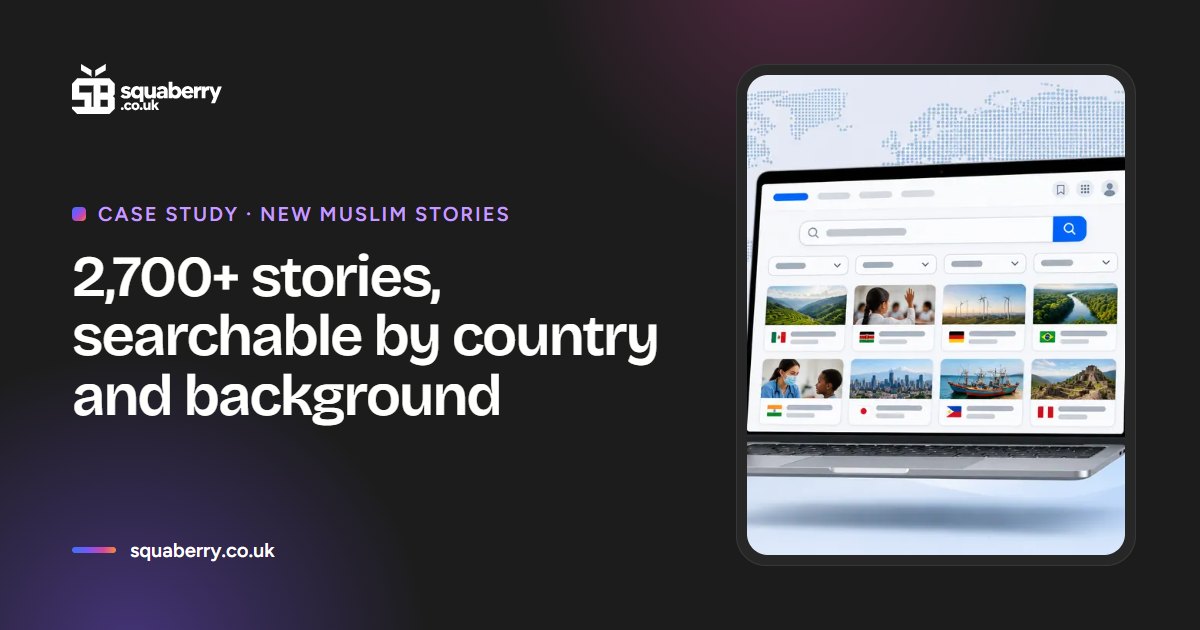 squaberry
.co.uk
CASE STUDY · NEW MUSLIM STORIES
2,700+ stories,
searchable by country
and background
squaberry.co.uk